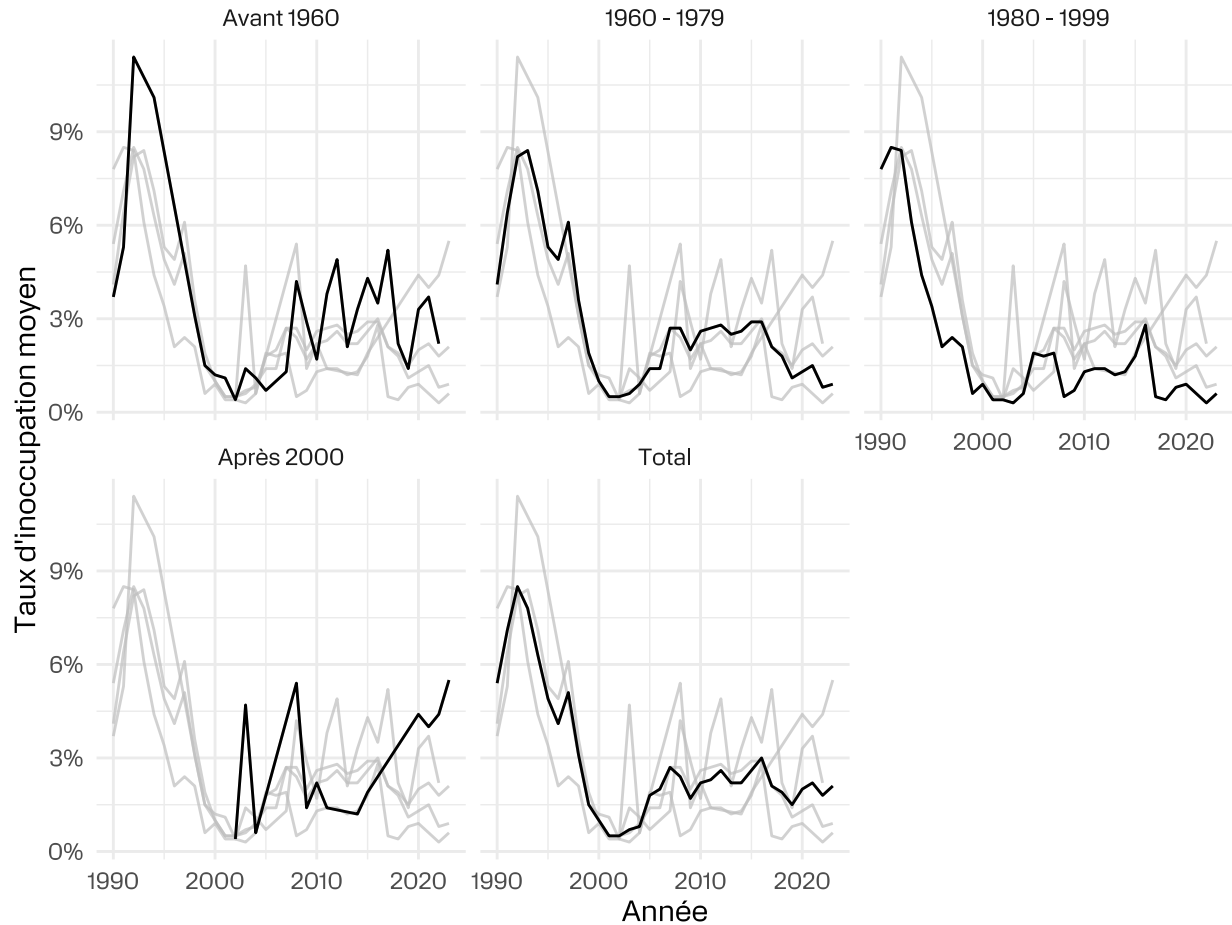 Avant 1960
1960 - 1979
1980 - 1999
9%
6%
3%
0%
1990 2000 2010 2020
Après 2000
Total
9%
6%
3%
0%
1990 2000 2010 2020
1990 2000 2010 2020
Année
Taux d'inoccupation moyen